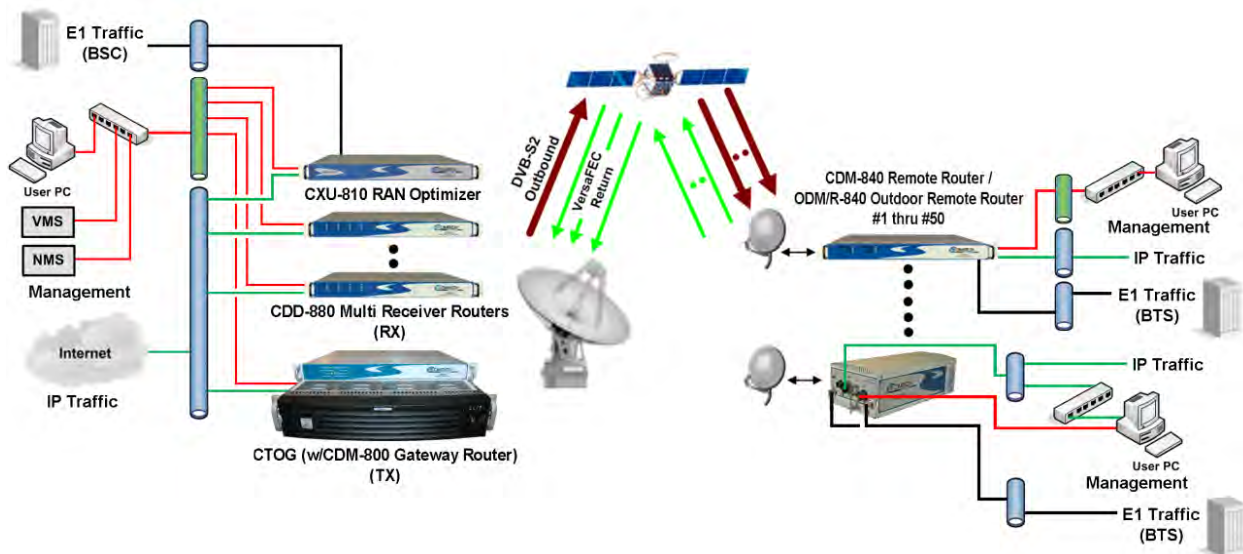 E1 Traffic
(BSC)
User PC
VMS
NMS
Management
Internet
IP Traffic
CXU-810 RAN Optimizer
CDD-880 Multi Receiver Routers
(RX)
CTOG (w/CDM-800 Gateway Router)
(TX)
DVB-S2
Outbound
VersaFEC
Return
CDM-840 Remote Router /
ODM/R-840 Outdoor Remote Router
#1 thru #50
User PC
Management
IP Traffic
E1 Traffic
(BTS)
IP Traffic
User PC
Management
E1 Traffic
(BTS)